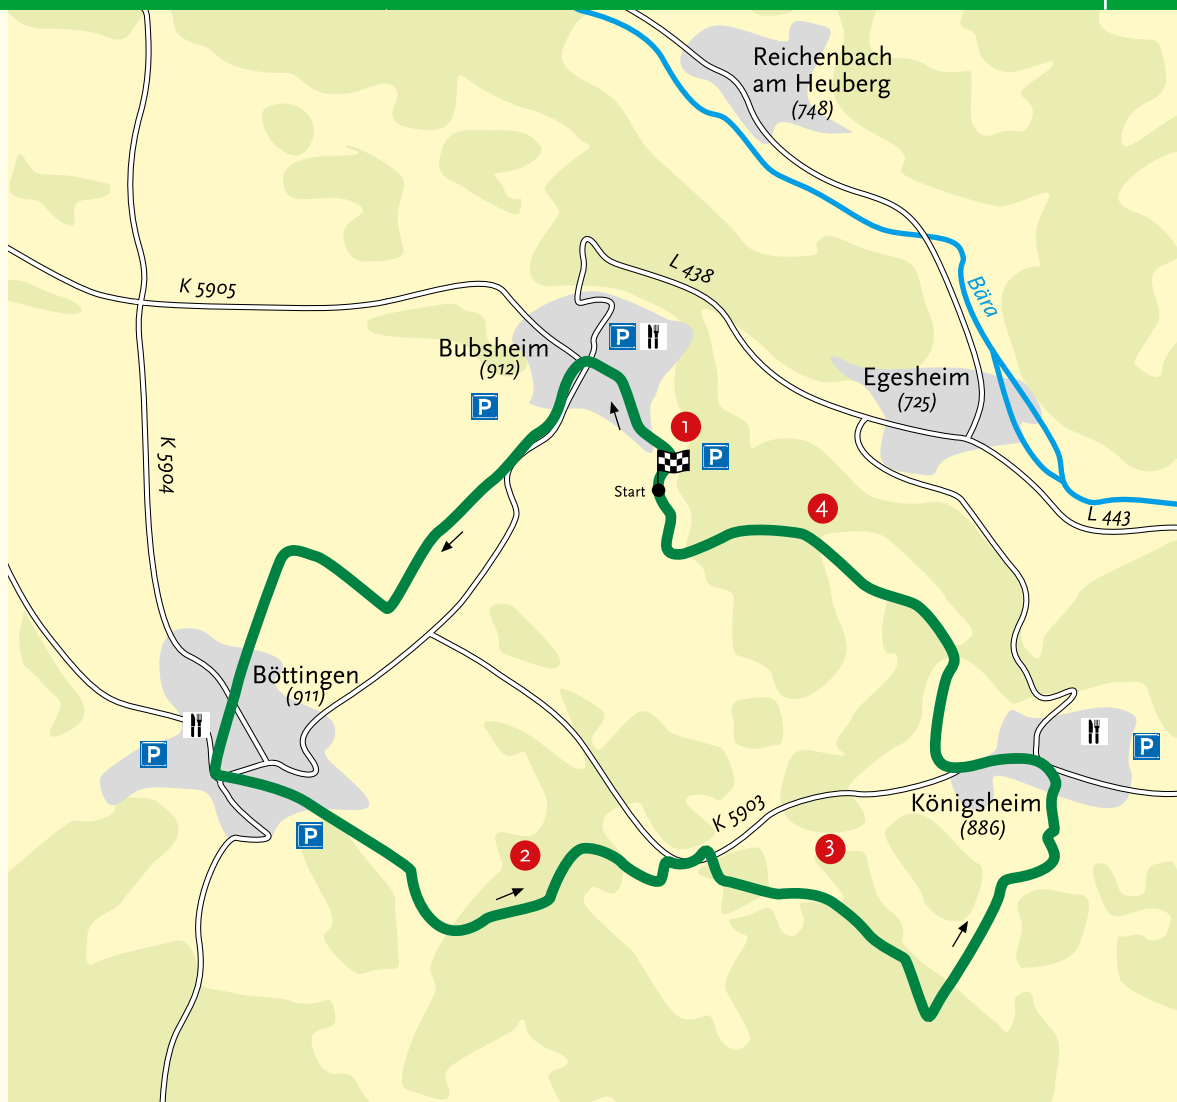 Reichenbach
am Heuberg
(748)
L 438
K 5905
Bära
Bubsheim
(912)
P
Egesheim
(725)
P
1
P
K 5904
Start
4
L 443
Böttingen
(911)
P
P
Königsheim
(886)
K 5903
P
2
3